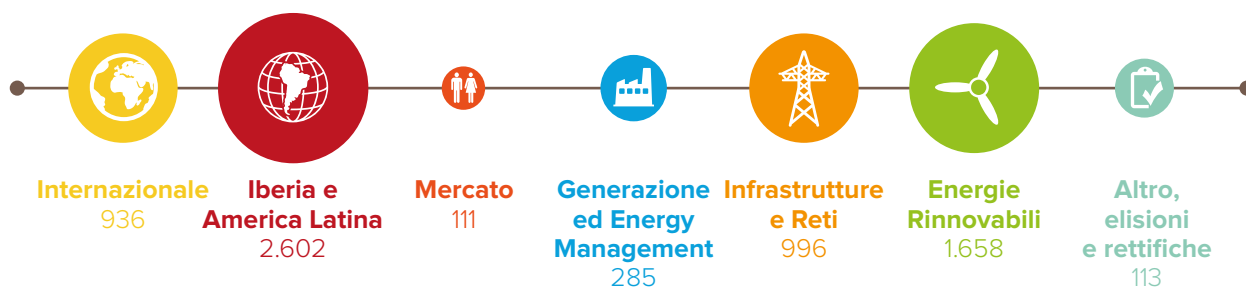 Internazionale
936
Iberia e
America Latina
2.602
Mercato
111
Generazione
ed Energy
Management
285
Infrastrutture
e Reti
996
Energie
Rinnovabili
1.658
Altro,
elisioni
e rettifiche
113